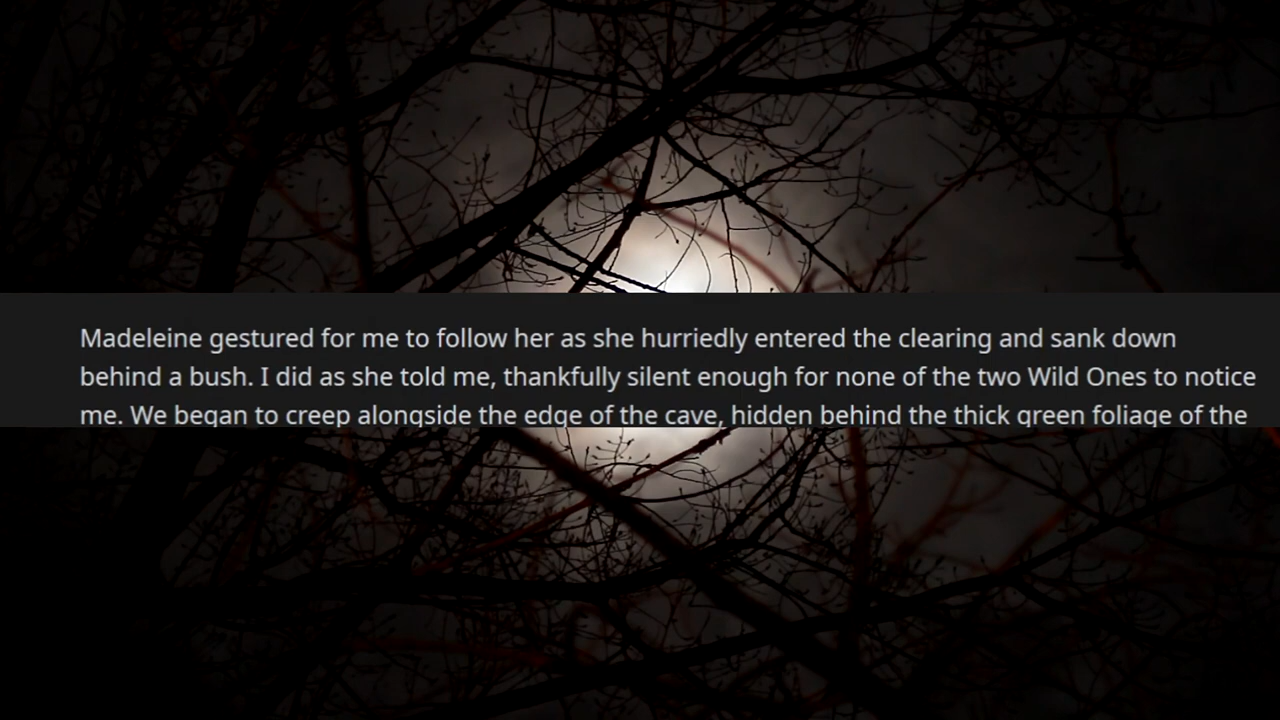 Madeleine gestured for me to follow her as she hurriedly entered the clearing and sank down
behind a bush. I did as she told me, thankfully silent enough for none of the two Wild Ones to notice
me. We began to creep alongside the edge of the cave, hidden behind the thick green foliage of the